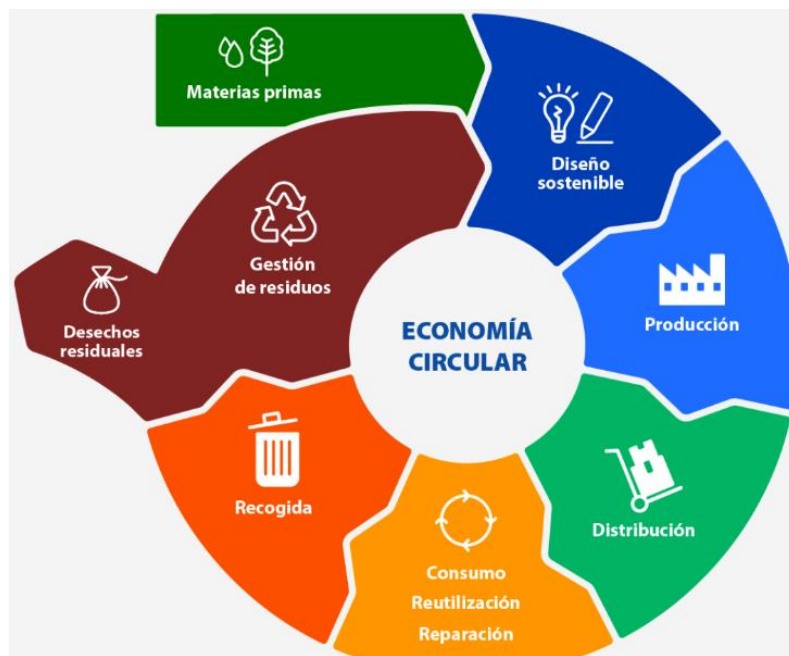 Materias primas
Diseño
sostenible
Producción
Distribución
Consumo
Reutilización
Reparación
Recogida
Gestión
de residuos
Desechos
residuales
ECONOMÍA
CIRCULAR